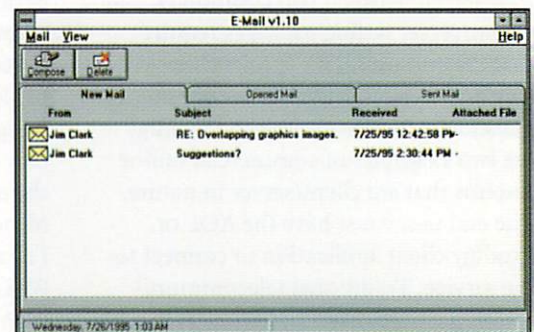 E-Mail v1.10
Mail View Help
Compose Delete
New Mail Opened Mail Sent Mail
From Subject Received Attached File
Jim Clark RE: Overlapping graphics images. 7/25/95 12:42:58 PM-
Jim Clark Suggestions? 7/25/95 2:30:44 PM -
Wednesday, 7/26/1995 1:03 AM